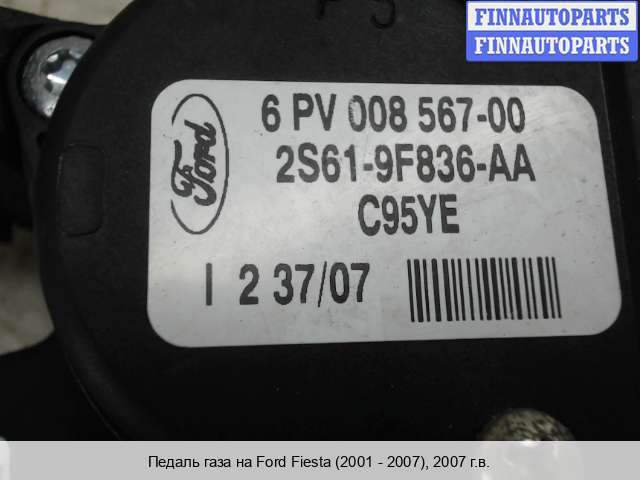 FINNAUTOPARTS
FINNAUTOPARTS
Ford
6 PV 008 567-00
2S61-9F836-AA
C95YE
I 2 37/07
Педаль газа на Ford Fiesta (2001 - 2007), 2007 г.в.